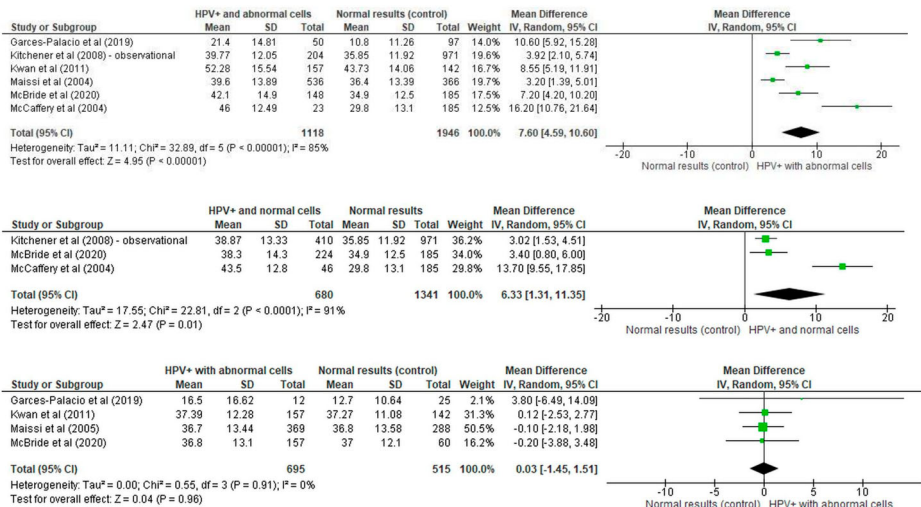 HPV+ and abnormal cells Normal results (control) Mean Difference Mean Difference
Study or Subgroup Mean SD Total Mean SD Total Weight IV, Random, 95% CI IV, Random, 95% CI
Garces-Palacio et al (2019) 21.4 14.81 50 10.8 11.26 97 14.0% 10.60 [5.92, 15.28]
Kitchener et al (2008) - observational 39.77 12.05 204 35.85 11.92 971 19.6% 3.92 [2.10, 5.74]
Kwan et al (2011) 52.28 15.54 157 43.73 14.06 142 17.1% 8.55 [5.19, 11.91]
Maissi et al (2004) 39.6 13.89 536 36.4 13.39 366 19.6% 3.20 [1.39, 5.01]
McBride et al (2020) 42.1 14.9 148 34.9 12.5 185 17.2% 7.20 [4.20, 10.20]
McCaffery et al (2004) 46 12.49 23 29.8 13.1 185 12.5% 16.20 [10.76, 21.64]
Total (95% CI) 1118 1946 100.0% 7.60 [4.59, 10.60]
Heterogeneity: Tau² = 11.11; Chi² = 32.89, df = 5 (P < 0.00001); I² = 85%
Test for overall effect: Z = 4.95 (P < 0.00001)
-20 -10 0 10 20
Normal results (control) HPV+ with abnormal cells
HPV+ and normal cells Normal results Mean Difference Mean Difference
Study or Subgroup Mean SD Total Mean SD Total Weight IV, Random, 95% CI IV, Random, 95% CI
Kitchener et al (2008) - observational 38.87 13.33 410 35.85 11.92 971 36.2% 3.02 [1.53, 4.51]
McBride et al (2020) 38.3 14.3 224 34.9 12.5 185 34.0% 3.40 [0.80, 6.00]
McCaffery et al (2004) 43.5 12.8 46 29.8 13.1 185 29.8% 13.70 [9.55, 17.85]
Total (95% CI) 680 1341 100.0% 6.33 [1.31, 11.35]
Heterogeneity: Tau² = 17.55; Chi² = 22.81, df = 2 (P < 0.0001); I² = 91%
Test for overall effect: Z = 2.47 (P = 0.01)
-20 -10 0 10 20
Normal results (control) HPV+ and normal cells
HPV+ with abnormal cells Normal results (control) Mean Difference Mean Difference
Study or Subgroup Mean SD Total Mean SD Total Weight IV, Random, 95% CI IV, Random, 95% CI
Garces-Palacio et al (2019) 16.5 16.62 12 12.7 10.64 25 2.1% 3.80 [-6.49, 14.09]
Kwan et al (2011) 37.39 12.28 157 37.27 11.08 142 31.3% 0.12 [-2.53, 2.77]
Maissi et al (2005) 36.7 13.44 369 36.8 13.58 288 50.5% -0.10 [-2.18, 1.98]
McBride et al (2020) 36.8 13.1 157 37 12.1 60 16.2% -0.20 [-3.88, 3.48]
Total (95% CI) 695 515 100.0% 0.03 [-1.45, 1.51]
Heterogeneity: Tau² = 0.00; Chi² = 0.55, df = 3 (P = 0.91); I² = 0%
Test for overall effect: Z = 0.04 (P = 0.96)
-10 -5 0 5 10
Normal results (control) HPV+ with abnormal cells